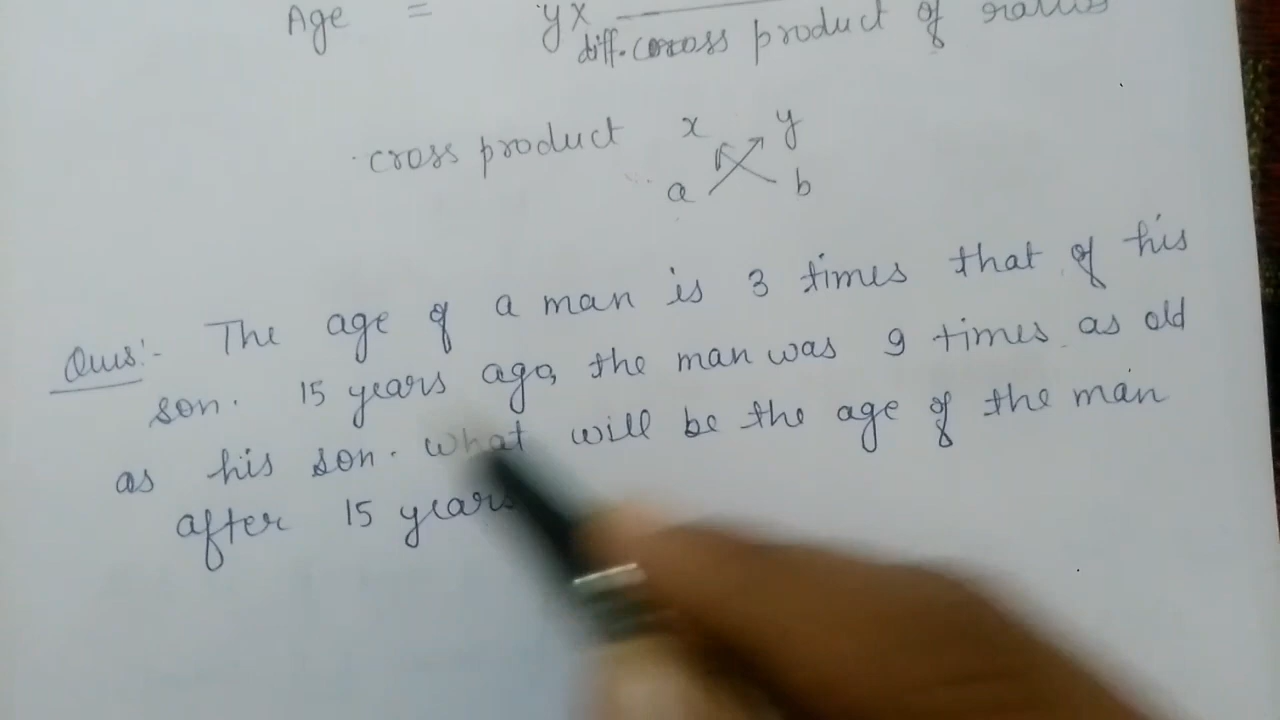 Age = yx
diff. cross product of ratios
cross product x y
a b
Ques:- The age of a man is 3 times that of his
son. 15 years ago, the man was 9 times as old
as his son. what will be the age of the man
after 15 years